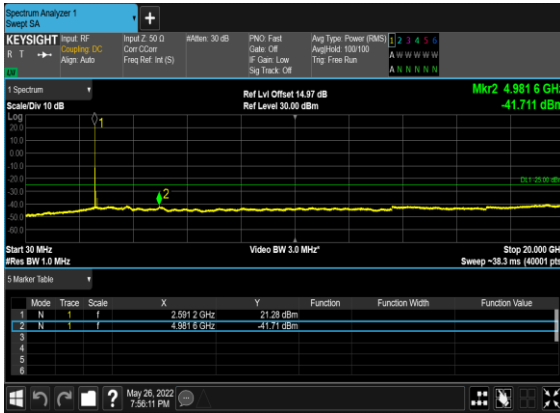 Spectrum Analyzer 1
Swept SA
+
KEYSIGHT Input: RF Input Z: 50 Ω #Atten: 30 dB PNO: Fast Avg Type: Power (RMS) 1 2 3 4 5 6
R T Coupling: DC Corr CCorr Gate: Off Avg|Hold: 100/100 A W W W W W
Align: Auto Freq Ref: Int (S) IF Gain: Low Trig: Free Run
Sig Track: Off A N N N N N
1 Spectrum Ref Lvl Offset 14.97 dB Mkr2 4.981 6 GHz
Scale/Div 10 dB Ref Level 30.00 dBm -41.711 dBm
Log
20.0
10.0
0.00
-10.0
-20.0
-30.0
-40.0
-50.0
-60.0
1
2
DL1 -25.00 dBm
Start 30 MHz Video BW 3.0 MHz* Stop 20.000 GHz
#Res BW 1.0 MHz Sweep ~38.3 ms (40001 pts)
5 Marker Table
Mode Trace Scale X Y Function Function Width Function Value
1 N 1 f 2.591 2 GHz 21.28 dBm
2 N 1 f 4.981 6 GHz -41.71 dBm
3
4
5
6
? May 26, 2022
7:56:11 PM